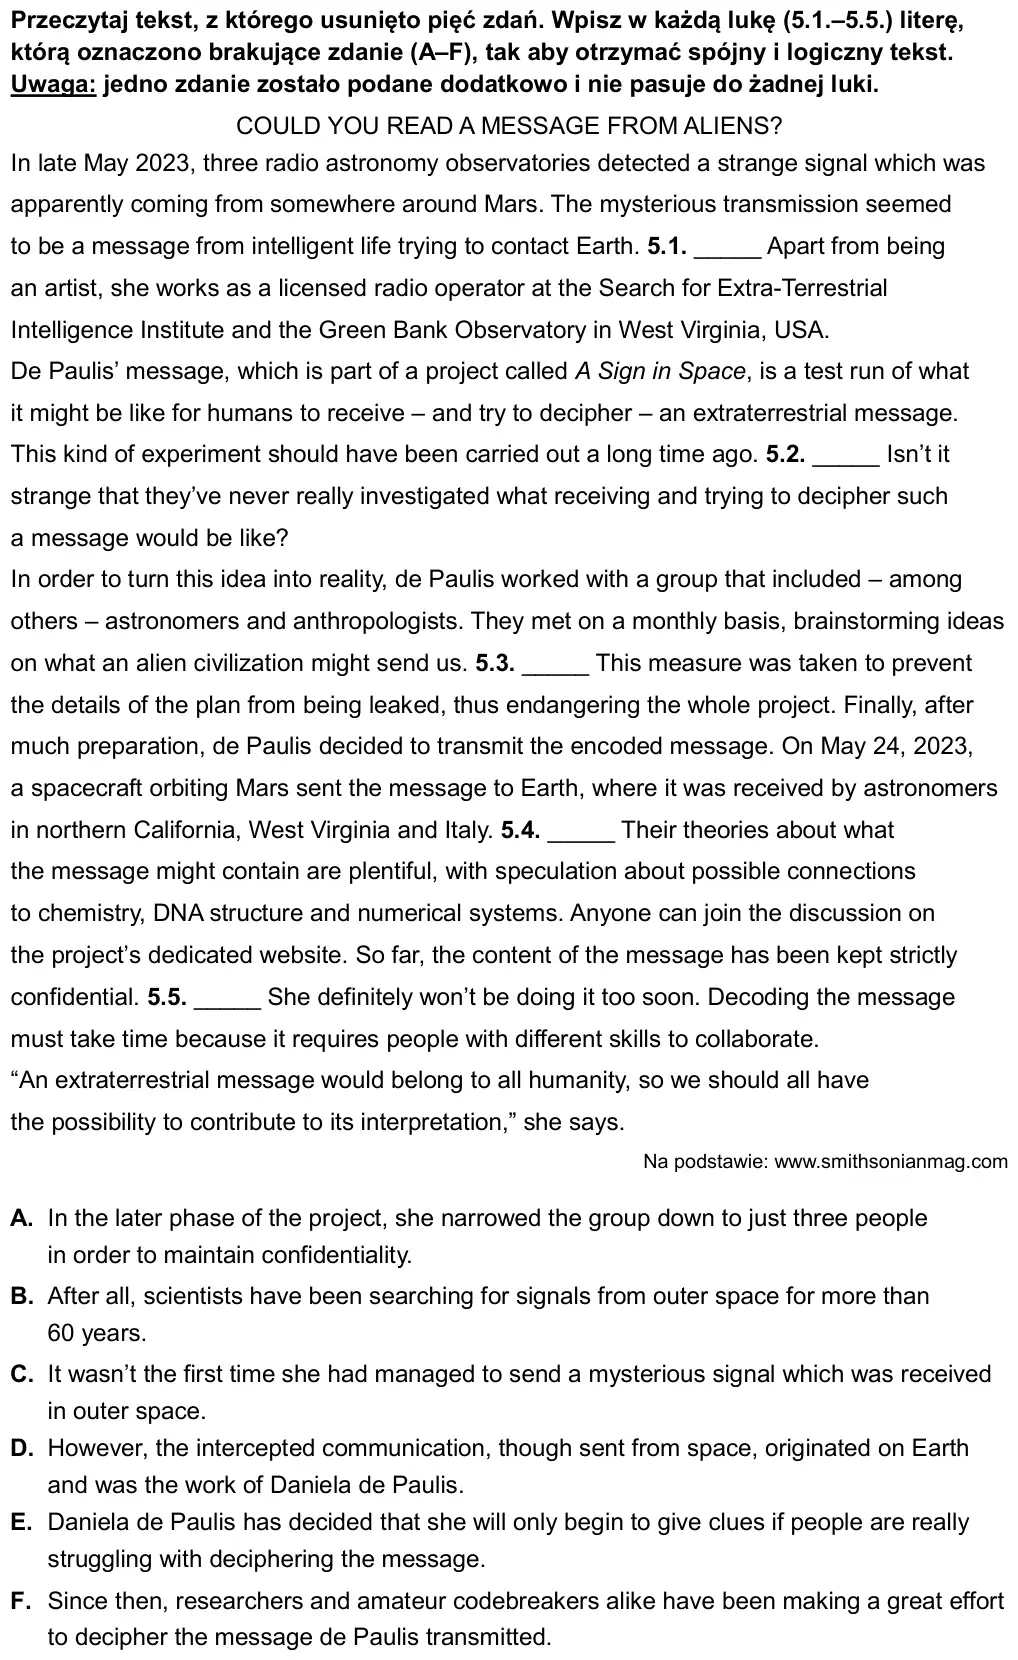 Przeczytaj tekst, z którego usunięto pięć zdań. Wpisz w każdą lukę (5.1.–5.5.) literę,
którą oznaczono brakujące zdanie (A–F), tak aby otrzymać spójny i logiczny tekst.
Uwaga: jedno zdanie zostało podane dodatkowo i nie pasuje do żadnej luki.
COULD YOU READ A MESSAGE FROM ALIENS?
In late May 2023, three radio astronomy observatories detected a strange signal which was
apparently coming from somewhere around Mars. The mysterious transmission seemed
to be a message from intelligent life trying to contact Earth. 5.1. _____ Apart from being
an artist, she works as a licensed radio operator at the Search for Extra-Terrestrial
Intelligence Institute and the Green Bank Observatory in West Virginia, USA.
De Paulis’ message, which is part of a project called A Sign in Space, is a test run of what
it might be like for humans to receive – and try to decipher – an extraterrestrial message.
This kind of experiment should have been carried out a long time ago. 5.2. _____ Isn’t it
strange that they’ve never really investigated what receiving and trying to decipher such
a message would be like?
In order to turn this idea into reality, de Paulis worked with a group that included – among
others – astronomers and anthropologists. They met on a monthly basis, brainstorming ideas
on what an alien civilization might send us. 5.3. _____ This measure was taken to prevent
the details of the plan from being leaked, thus endangering the whole project. Finally, after
much preparation, de Paulis decided to transmit the encoded message. On May 24, 2023,
a spacecraft orbiting Mars sent the message to Earth, where it was received by astronomers
in northern California, West Virginia and Italy. 5.4. _____ Their theories about what
the message might contain are plentiful, with speculation about possible connections
to chemistry, DNA structure and numerical systems. Anyone can join the discussion on
the project’s dedicated website. So far, the content of the message has been kept strictly
confidential. 5.5. _____ She definitely won’t be doing it too soon. Decoding the message
must take time because it requires people with different skills to collaborate.
“An extraterrestrial message would belong to all humanity, so we should all have
the possibility to contribute to its interpretation,” she says.
Na podstawie: www.smithsonianmag.com
A. In the later phase of the project, she narrowed the group down to just three people
in order to maintain confidentiality.
B. After all, scientists have been searching for signals from outer space for more than
60 years.
C. It wasn’t the first time she had managed to send a mysterious signal which was received
in outer space.
D. However, the intercepted communication, though sent from space, originated on Earth
and was the work of Daniela de Paulis.
E. Daniela de Paulis has decided that she will only begin to give clues if people are really
struggling with deciphering the message.
F. Since then, researchers and amateur codebreakers alike have been making a great effort
to decipher the message de Paulis transmitted.